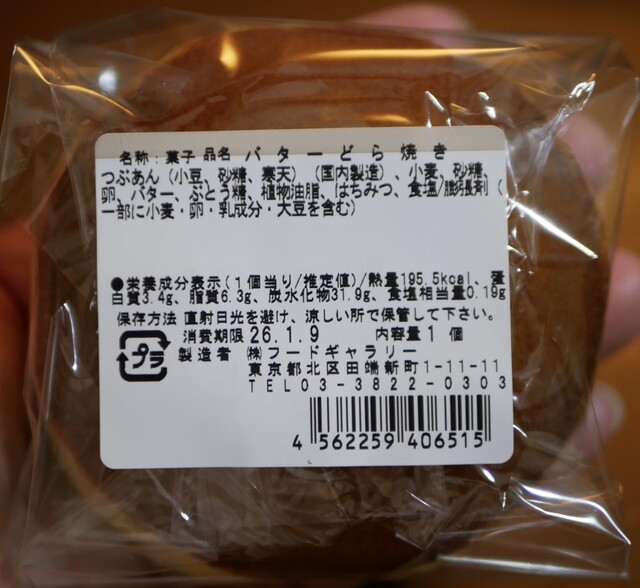 名称:菓子 品名 バターどら焼き
つぶあん(小豆、砂糖、寒天)(国内製造)、小麦、砂糖、
卵、バター、ぶとう糖、植物油脂、はちみつ、食塩/膨張剤(
一部に小麦・卵・乳成分・大豆を含む)
●栄養成分表示(1個当り/推定値)/熱量195.5kcal、蛋
白質3.4g、脂質6.3g、炭水化物31.9g、食塩相当量0.19g
保存方法 直射日光を避け、涼しい所で保管して下さい。
消費期限 26.1.9 内容量 1 個
プラ 製造者 ㈱フードギャラリー
東京都北区田端新町1-11-11
TEL03-3822-0303
4 562259 406515